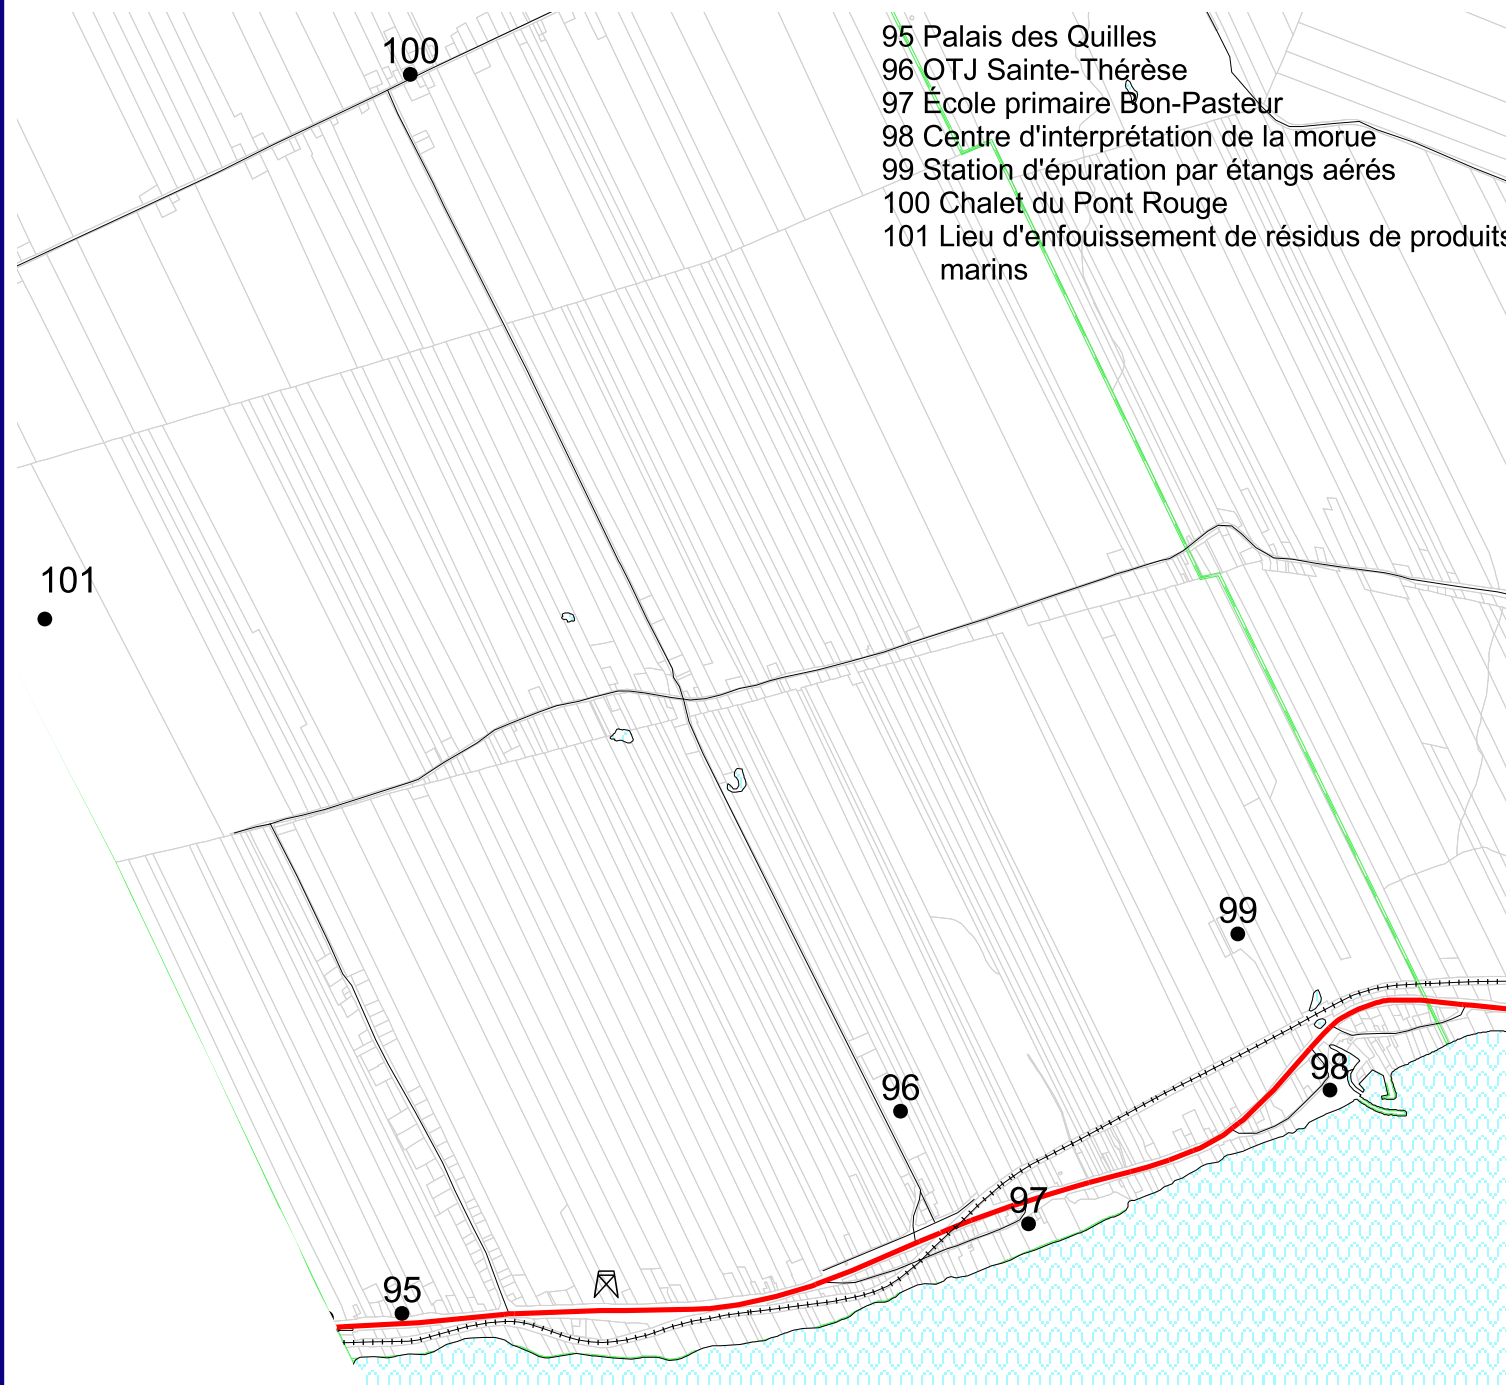 100
95 Palais des Quilles
96 OTJ Sainte-Thérèse
97 École primaire Bon-Pasteur
98 Centre d'interprétation de la morue
99 Station d'épuration par étangs aérés
100 Chalet du Pont Rouge
101 Lieu d'enfouissement de résidus de produits
marins
101
99
98
96
97
95